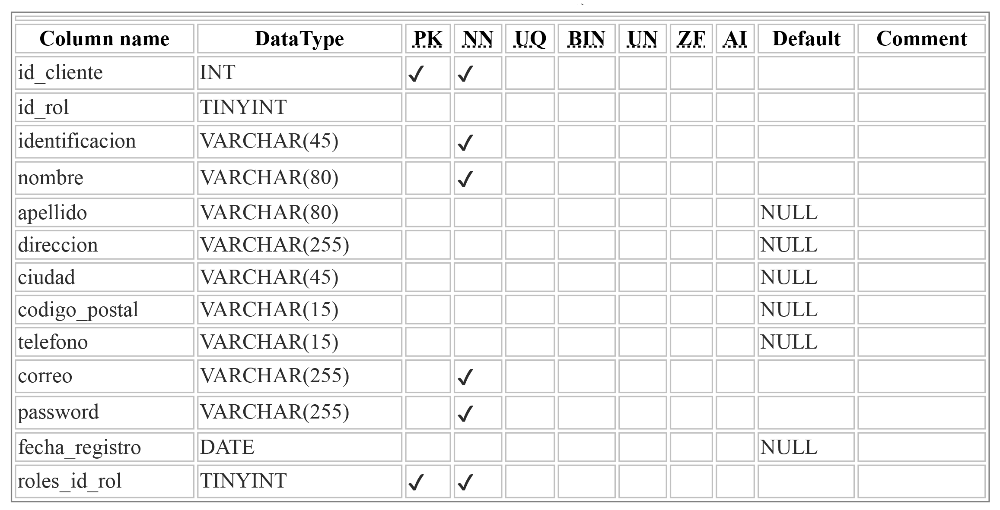 Column name DataType PK NN UQ BIN UN ZF AI Default Comment
id_cliente INT ✓ ✓
id_rol TINYINT
identificacion VARCHAR(45) ✓
nombre VARCHAR(80) ✓
apellido VARCHAR(80) NULL
direccion VARCHAR(255) NULL
ciudad VARCHAR(45) NULL
codigo_postal VARCHAR(15) NULL
telefono VARCHAR(15) NULL
correo VARCHAR(255) ✓
password VARCHAR(255) ✓
fecha_registro DATE NULL
roles_id_rol TINYINT ✓ ✓